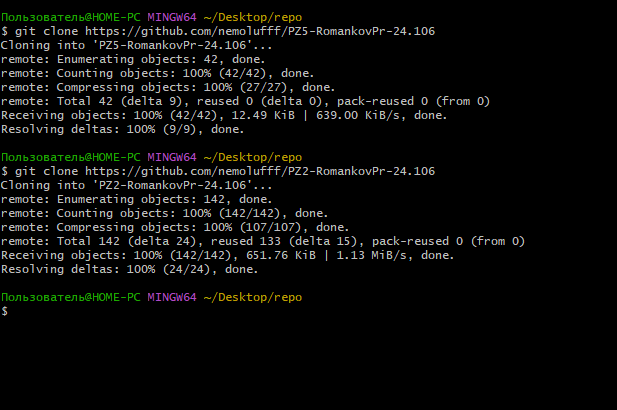 Пользователь@HOME-PC MINGW64 ~/Desktop/repo
$ git clone https://github.com/nemolufff/PZ5-RomankovPr-24.106
Cloning into 'PZ5-RomankovPr-24.106'...
remote: Enumerating objects: 42, done.
remote: Counting objects: 100% (42/42), done.
remote: Compressing objects: 100% (27/27), done.
remote: Total 42 (delta 9), reused 0 (delta 0), pack-reused 0 (from 0)
Receiving objects: 100% (42/42), 12.49 KiB | 639.00 KiB/s, done.
Resolving deltas: 100% (9/9), done.
Пользователь@HOME-PC MINGW64 ~/Desktop/repo
$ git clone https://github.com/nemolufff/PZ2-RomankovPr-24.106
Cloning into 'PZ2-RomankovPr-24.106'...
remote: Enumerating objects: 142, done.
remote: Counting objects: 100% (142/142), done.
remote: Compressing objects: 100% (107/107), done.
remote: Total 142 (delta 24), reused 133 (delta 15), pack-reused 0 (from 0)
Receiving objects: 100% (142/142), 651.76 KiB | 1.13 MiB/s, done.
Resolving deltas: 100% (24/24), done.
Пользователь@HOME-PC MINGW64 ~/Desktop/repo
$